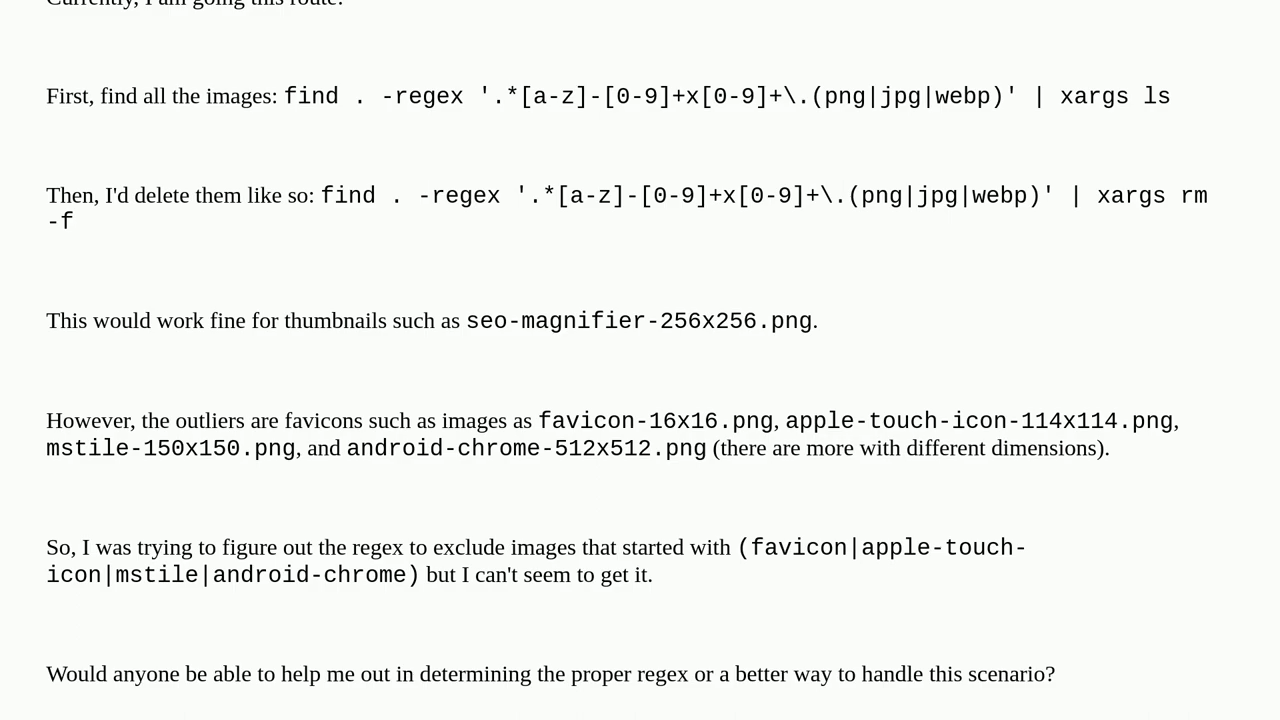 Currently, I am going this route:
First, find all the images: find . -regex '.*[a-z]-[0-9]+x[0-9]+\.(png|jpg|webp)' | xargs ls
Then, I'd delete them like so: find . -regex '.*[a-z]-[0-9]+x[0-9]+\.(png|jpg|webp)' | xargs rm
-f
This would work fine for thumbnails such as seo-magnifier-256x256.png.
However, the outliers are favicons such as images as favicon-16x16.png, apple-touch-icon-114x114.png,
mstile-150x150.png, and android-chrome-512x512.png (there are more with different dimensions).
So, I was trying to figure out the regex to exclude images that started with (favicon|apple-touch-
icon|mstile|android-chrome) but I can't seem to get it.
Would anyone be able to help me out in determining the proper regex or a better way to handle this scenario?